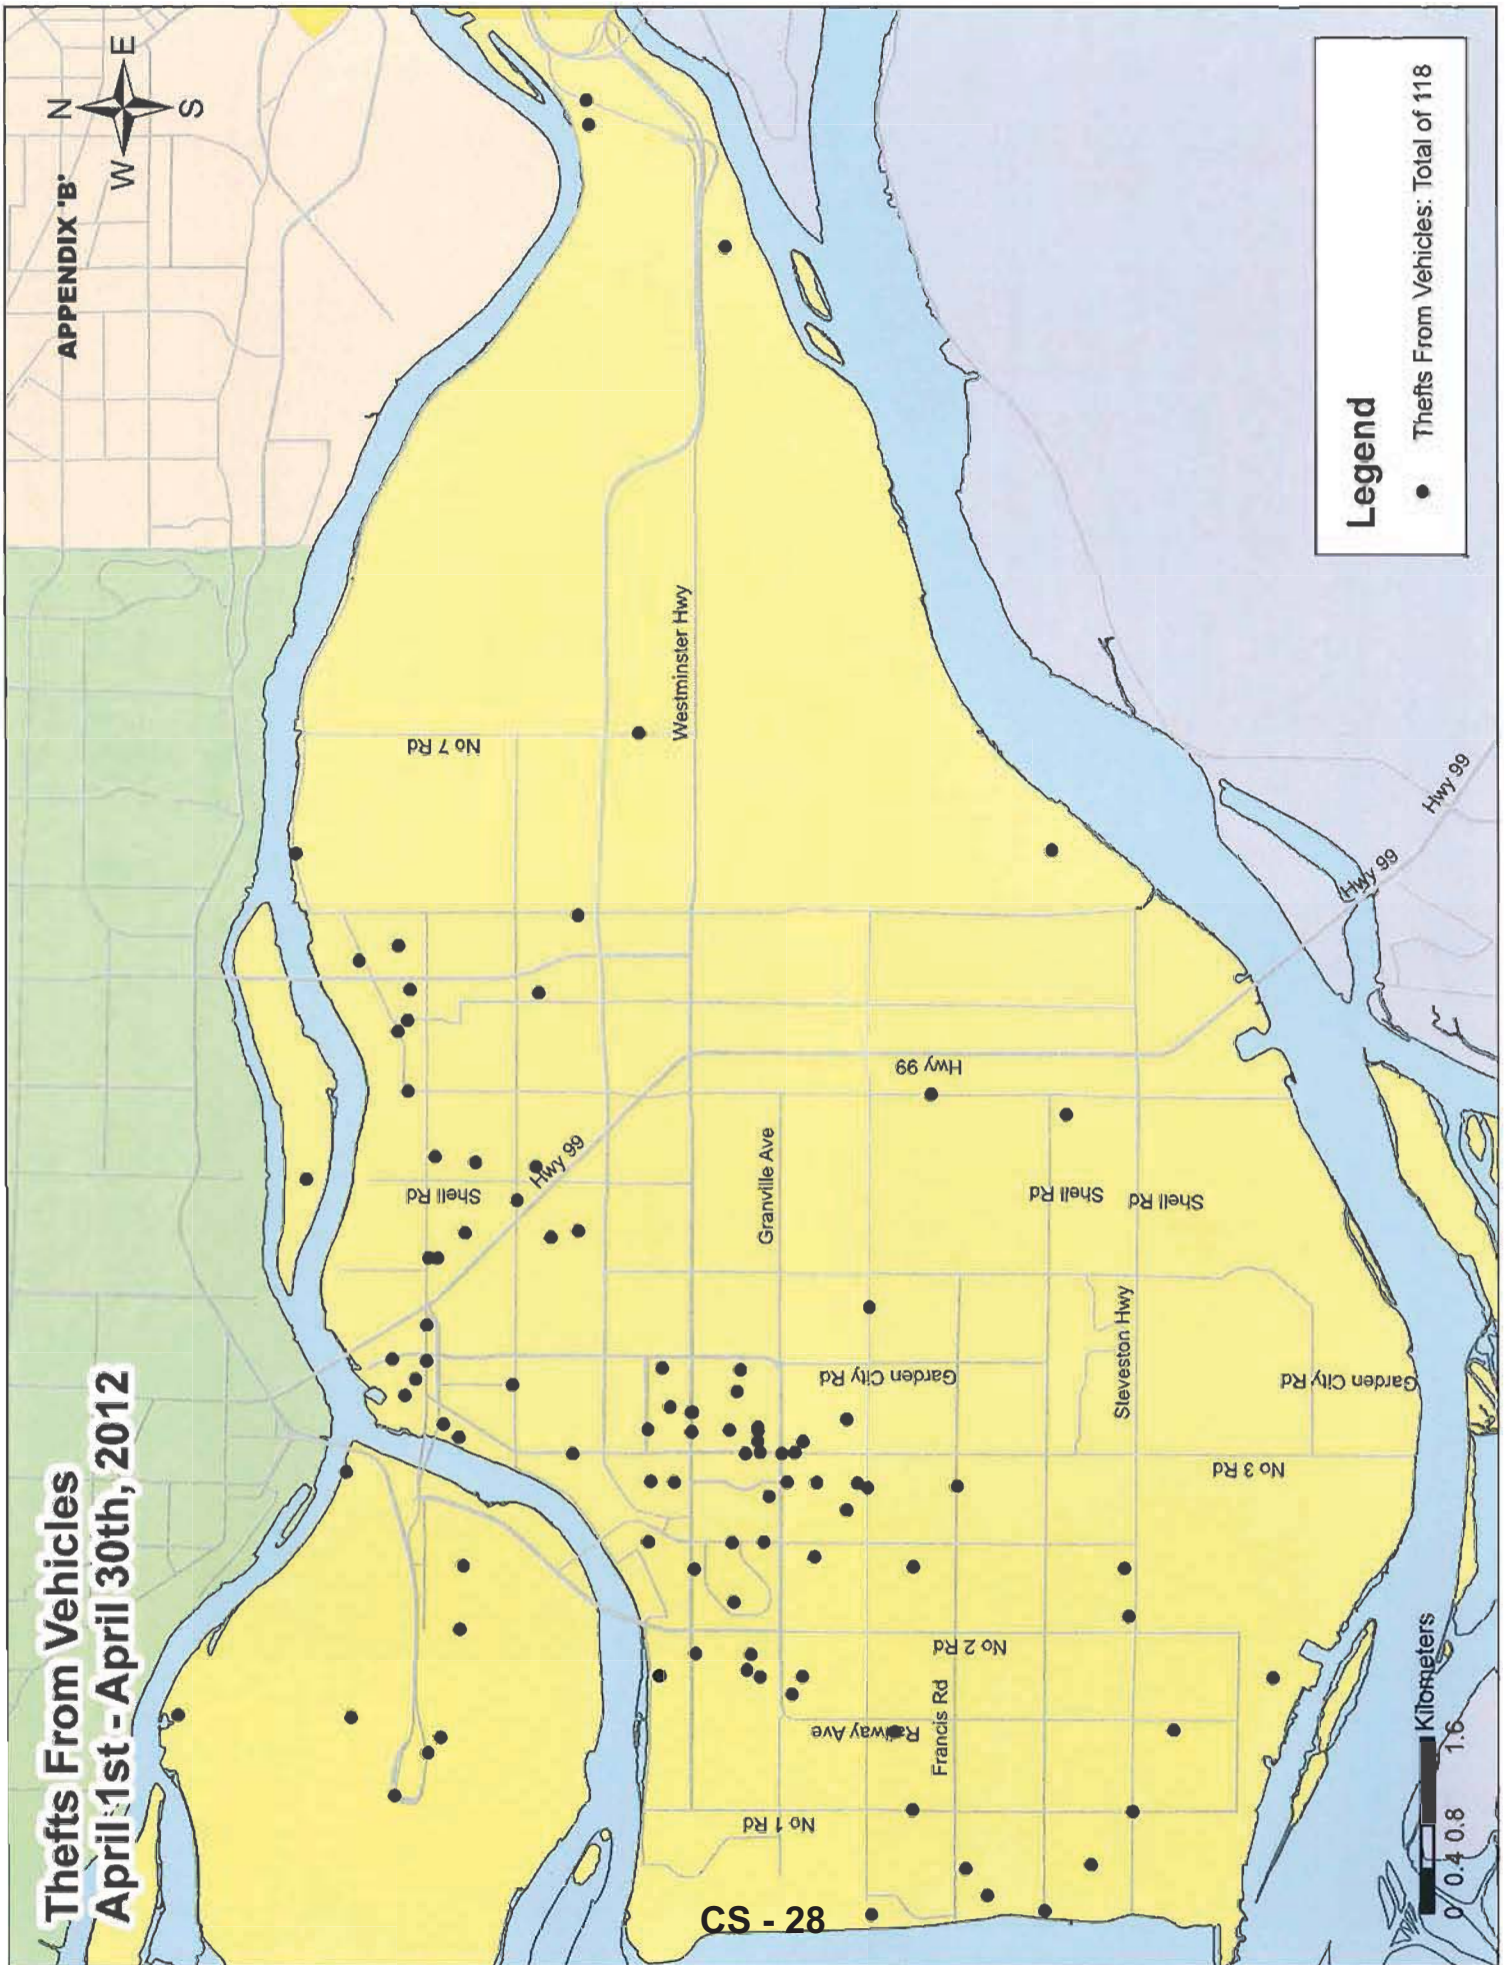 Thefts From Vehicles
April 1st - April 30th, 2012
APPENDIX 'B'
N
W
E
S
No 7 Rd
Westminster Hwy
Hwy 99
Shell Rd
Granville Ave
Hwy 99
Shell Rd
Shell Rd
Garden City Rd
Steveston Hwy
Garden City Rd
No 3 Rd
No 2 Rd
Railway Ave
Francis Rd
No 1 Rd
Hwy 99
Hwy 99
Legend
Thefts From Vehicles: Total of 118
Kilometers
0 0.4 0.8 1.6
CS - 28